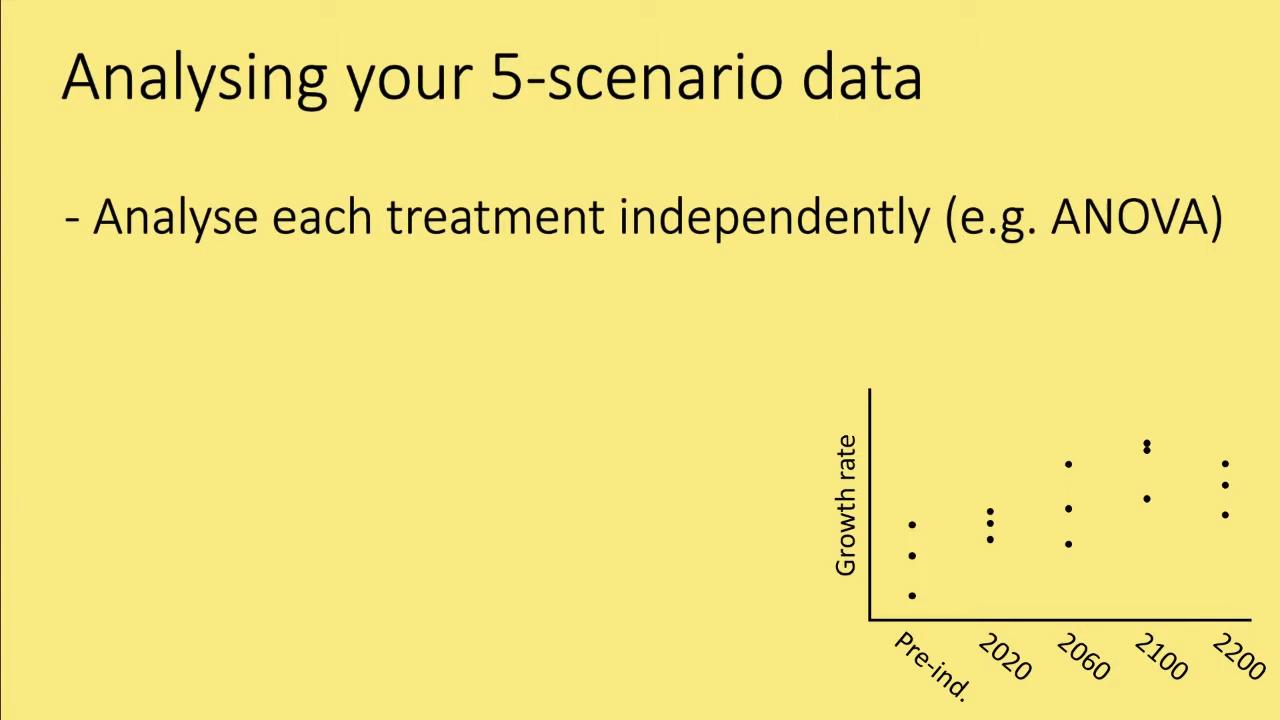 Analysing your 5-scenario data
- Analyse each treatment independently (e.g. ANOVA)
Growth rate
Pre-ind.
2020
2060
2100
2200